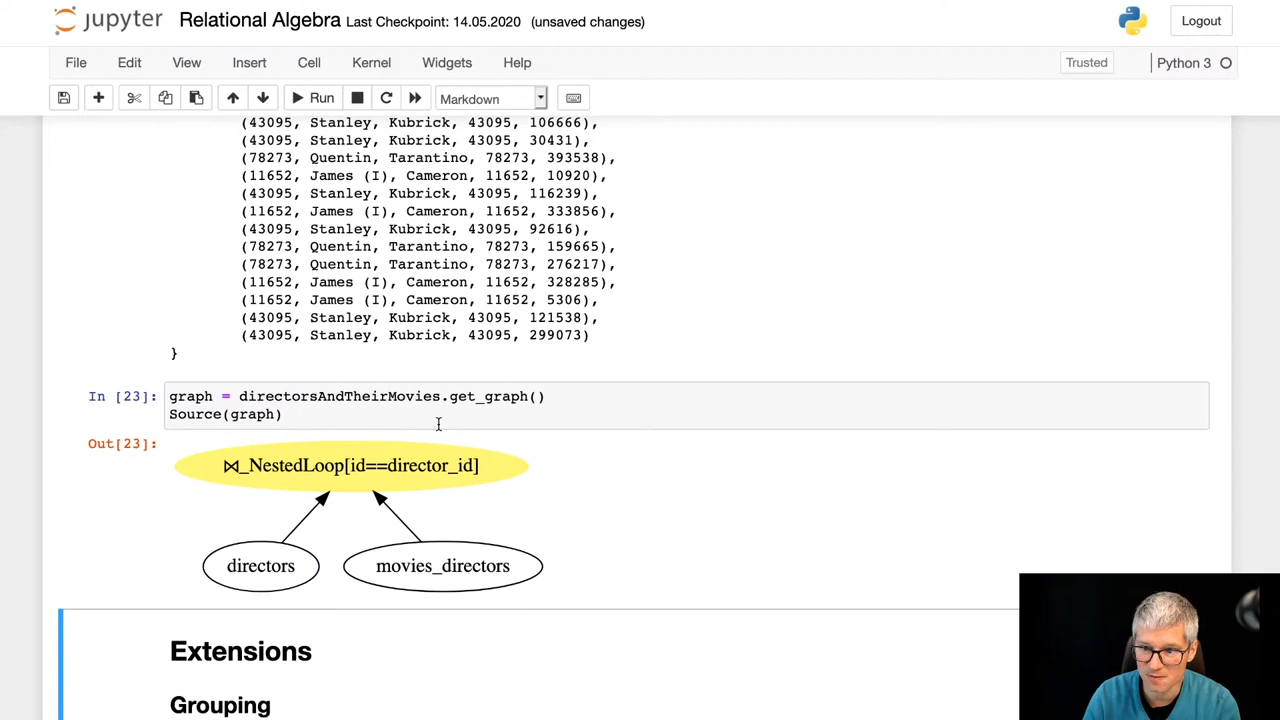 jupyter Relational Algebra Last Checkpoint: 14.05.2020 (unsaved changes) Logout
File Edit View Insert Cell Kernel Widgets Help Trusted Python 3
Run Markdown
(43095, Stanley, Kubrick, 43095, 106666),
(43095, Stanley, Kubrick, 43095, 30431),
(78273, Quentin, Tarantino, 78273, 393538),
(11652, James (I), Cameron, 11652, 10920),
(43095, Stanley, Kubrick, 43095, 116239),
(11652, James (I), Cameron, 11652, 333856),
(43095, Stanley, Kubrick, 43095, 92616),
(78273, Quentin, Tarantino, 78273, 159665),
(78273, Quentin, Tarantino, 78273, 276217),
(11652, James (I), Cameron, 11652, 328285),
(11652, James (I), Cameron, 11652, 5306),
(43095, Stanley, Kubrick, 43095, 121538),
(43095, Stanley, Kubrick, 43095, 299073)
}
In [23]: graph = directorsAndTheirMovies.get_graph()
Source(graph)
Out[23]:
⋈_NestedLoop[id==director_id]
directors movies_directors
Extensions
Grouping